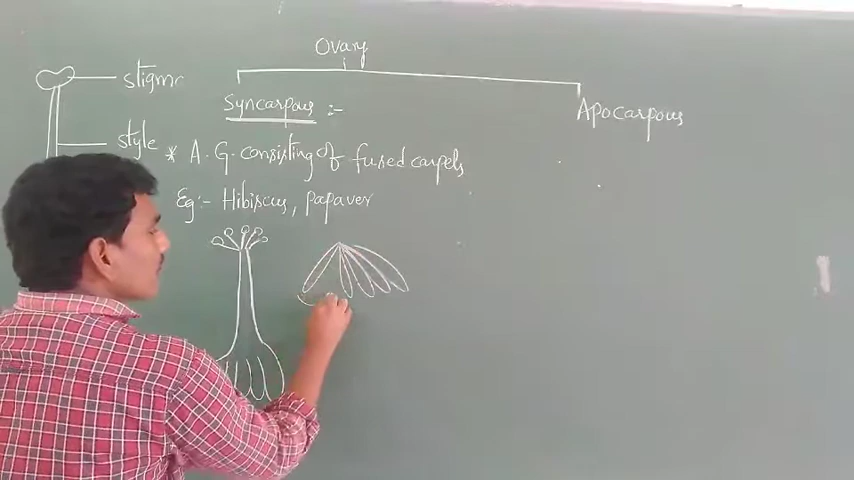 Ovary
stigma
Syncarpous :-
Apocarpous
style
* A.G. consisting of fused carpels
Eg:- Hibiscus, papaver